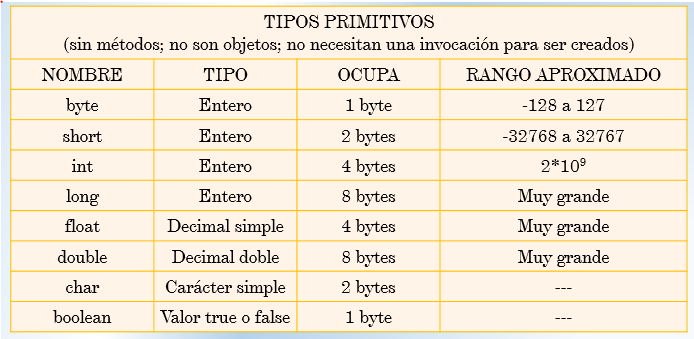 TIPOS PRIMITIVOS
(sin métodos; no son objetos; no necesitan una invocación para ser creados)
NOMBRE TIPO OCUPA RANGO APROXIMADO
byte Entero 1 byte -128 a 127
short Entero 2 bytes -32768 a 32767
int Entero 4 bytes 2*10⁹
long Entero 8 bytes Muy grande
float Decimal simple 4 bytes Muy grande
double Decimal doble 8 bytes Muy grande
char Carácter simple 2 bytes ---
boolean Valor true o false 1 byte ---